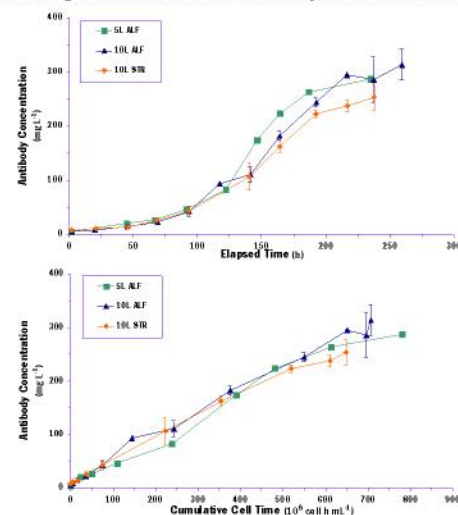 400
5L ALF
10L ALF
10L STR
300
200
100
0
Antibody Concentration
(mg L⁻¹)
0 50 100 150 200 250 300
Elapsed Time (h)
400
5L ALF
10L ALF
10L STR
300
200
100
0
Antibody Concentration
(mg L⁻¹)
0 100 200 300 400 500 600 700 800 900
Cumulative Cell Time (10⁶ cell h mL⁻¹)